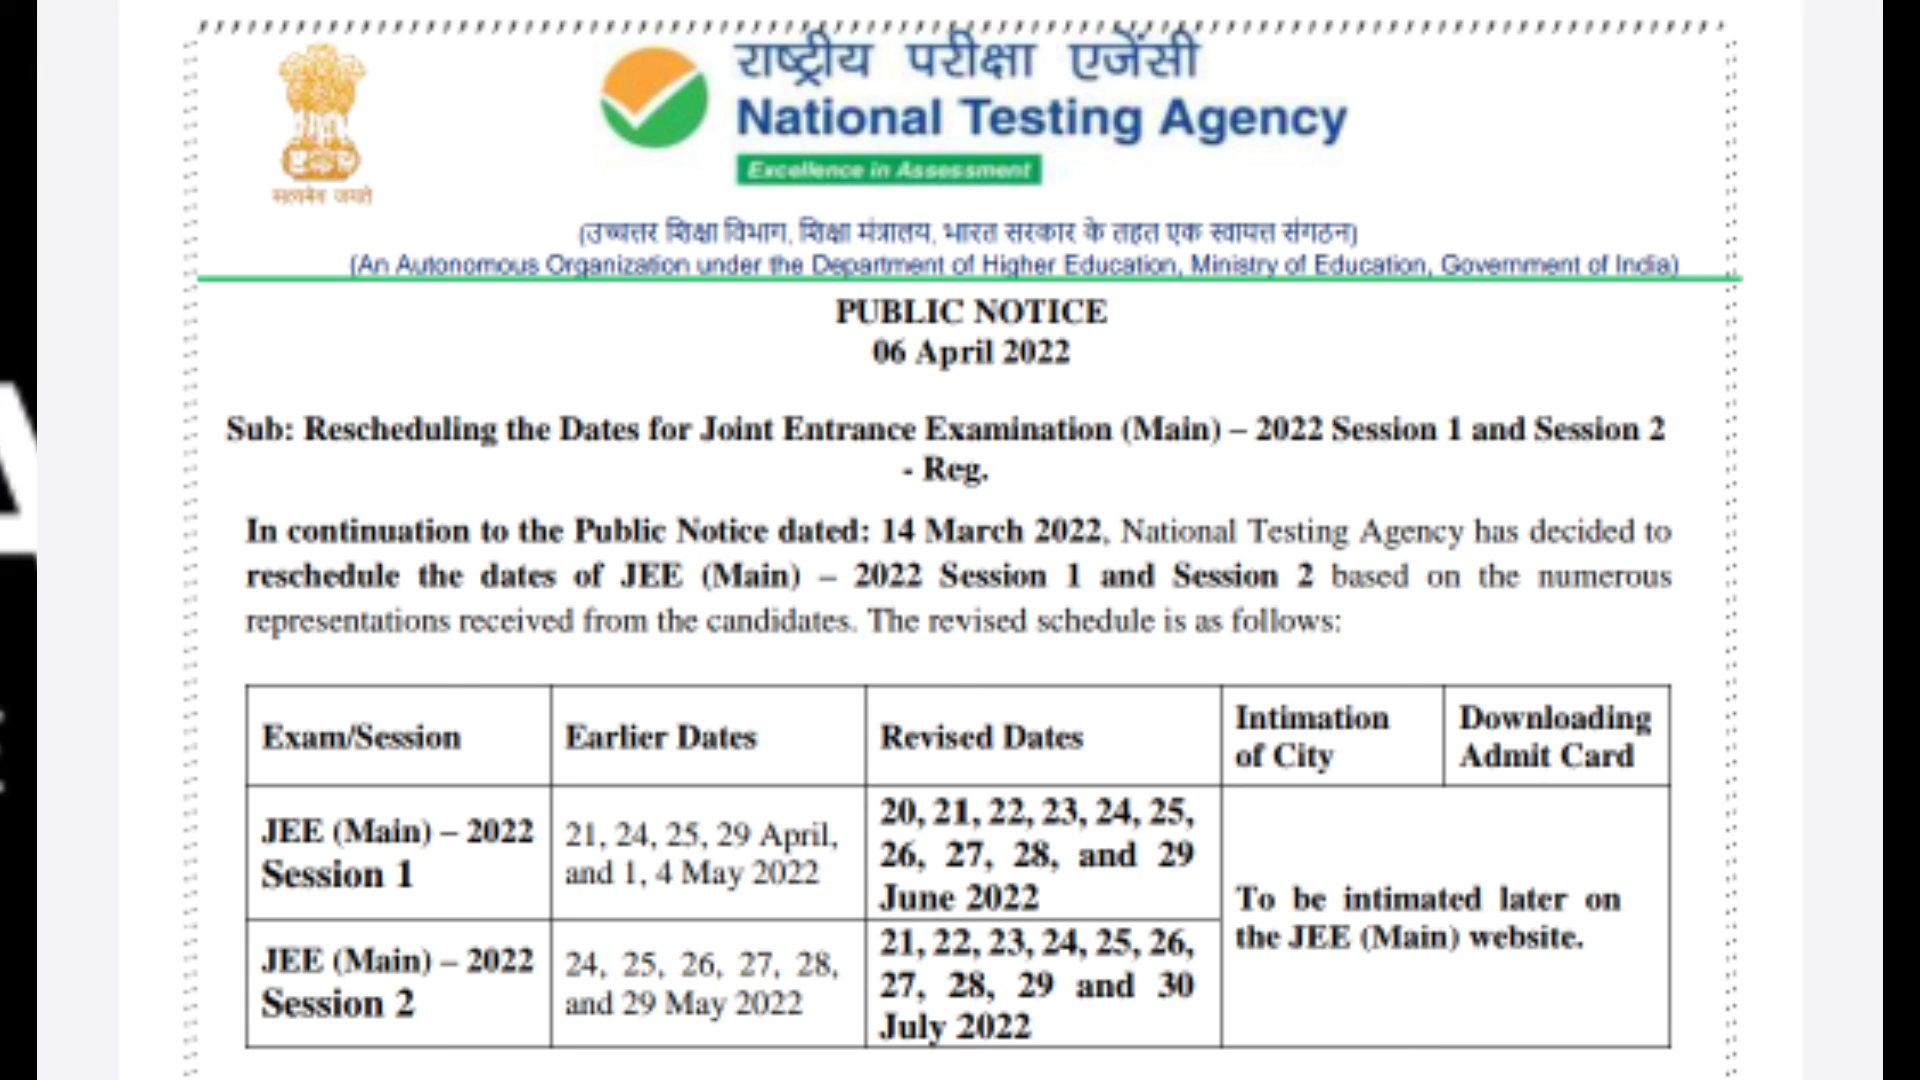 राष्ट्रीय परीक्षा एजेंसी
National Testing Agency
Excellence in Assessment
सत्यमेव जयते
(उच्चतर शिक्षा विभाग, शिक्षा मंत्रालय, भारत सरकार के तहत एक स्वायत्त संगठन)
(An Autonomous Organization under the Department of Higher Education, Ministry of Education, Government of India)
PUBLIC NOTICE
06 April 2022
Sub: Rescheduling the Dates for Joint Entrance Examination (Main) – 2022 Session 1 and Session 2
- Reg.
In continuation to the Public Notice dated: 14 March 2022, National Testing Agency has decided to
reschedule the dates of JEE (Main) – 2022 Session 1 and Session 2 based on the numerous
representations received from the candidates. The revised schedule is as follows:
Exam/Session
Earlier Dates
Revised Dates
Intimation
of City
Downloading
Admit Card
JEE (Main) – 2022
Session 1
21, 24, 25, 29 April,
and 1, 4 May 2022
20, 21, 22, 23, 24, 25,
26, 27, 28, and 29
June 2022
To be intimated later on
the JEE (Main) website.
JEE (Main) – 2022
Session 2
24, 25, 26, 27, 28,
and 29 May 2022
21, 22, 23, 24, 25, 26,
27, 28, 29 and 30
July 2022